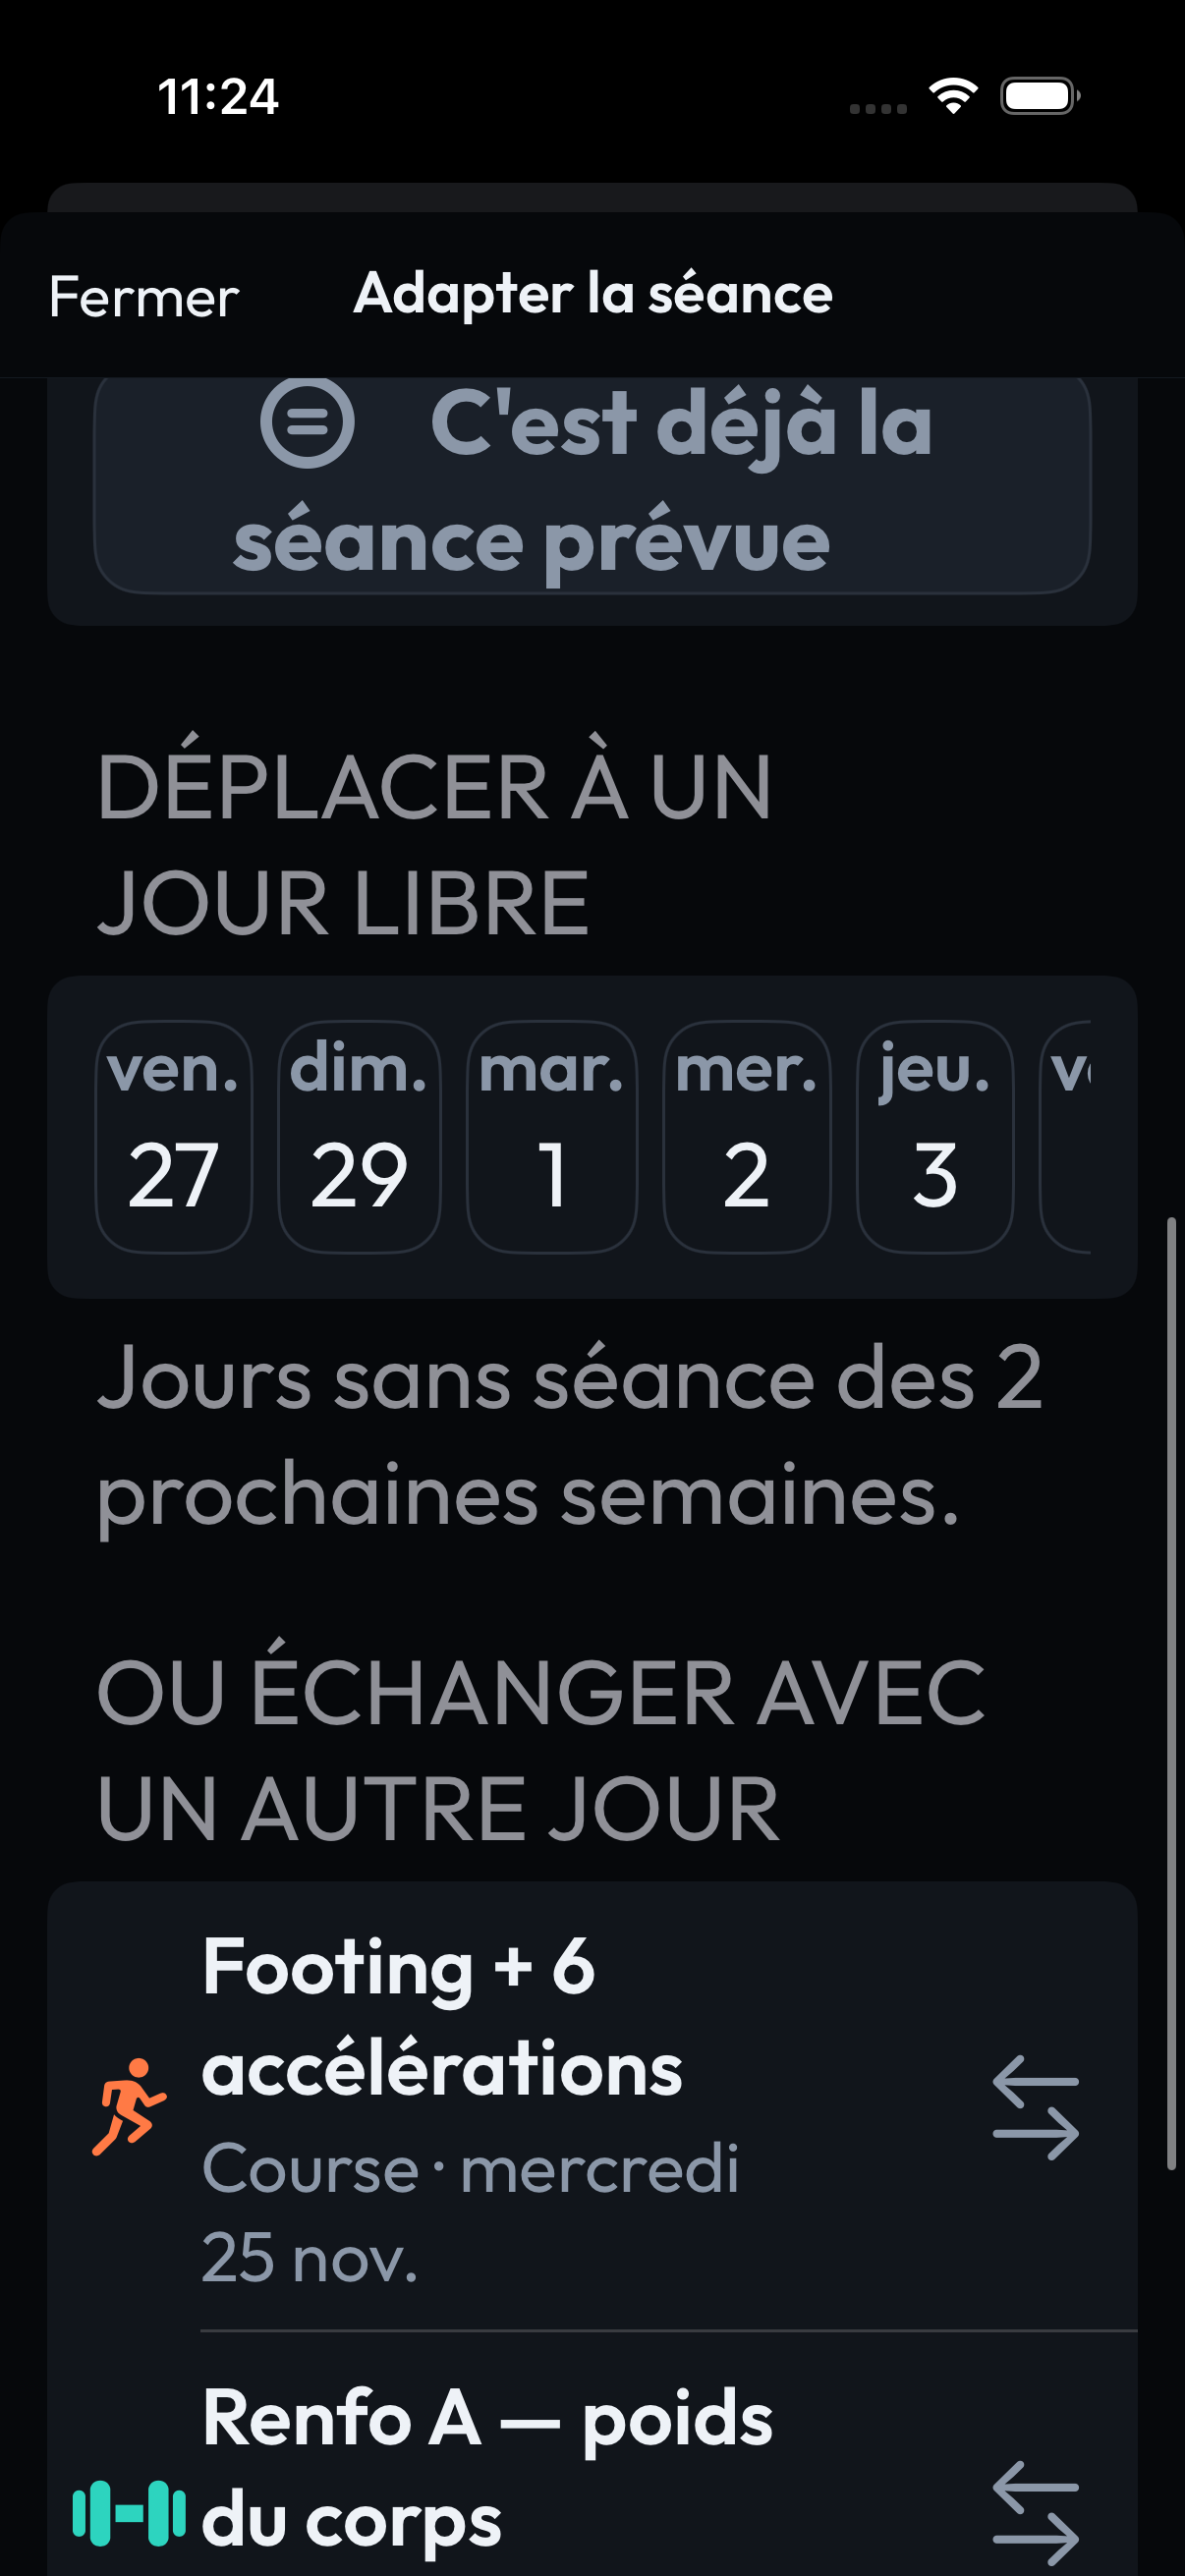 11:24
Fermer
Adapter la séance
C'est déjà la
séance prévue
DÉPLACER À UN
JOUR LIBRE
ven. dim. mar. mer. jeu.
27 29 1 2 3
Jours sans séance des 2
prochaines semaines.
OU ÉCHANGER AVEC
UN AUTRE JOUR
Footing + 6
accélérations
Course · mercredi
25 nov.
Renfo A — poids
du corps